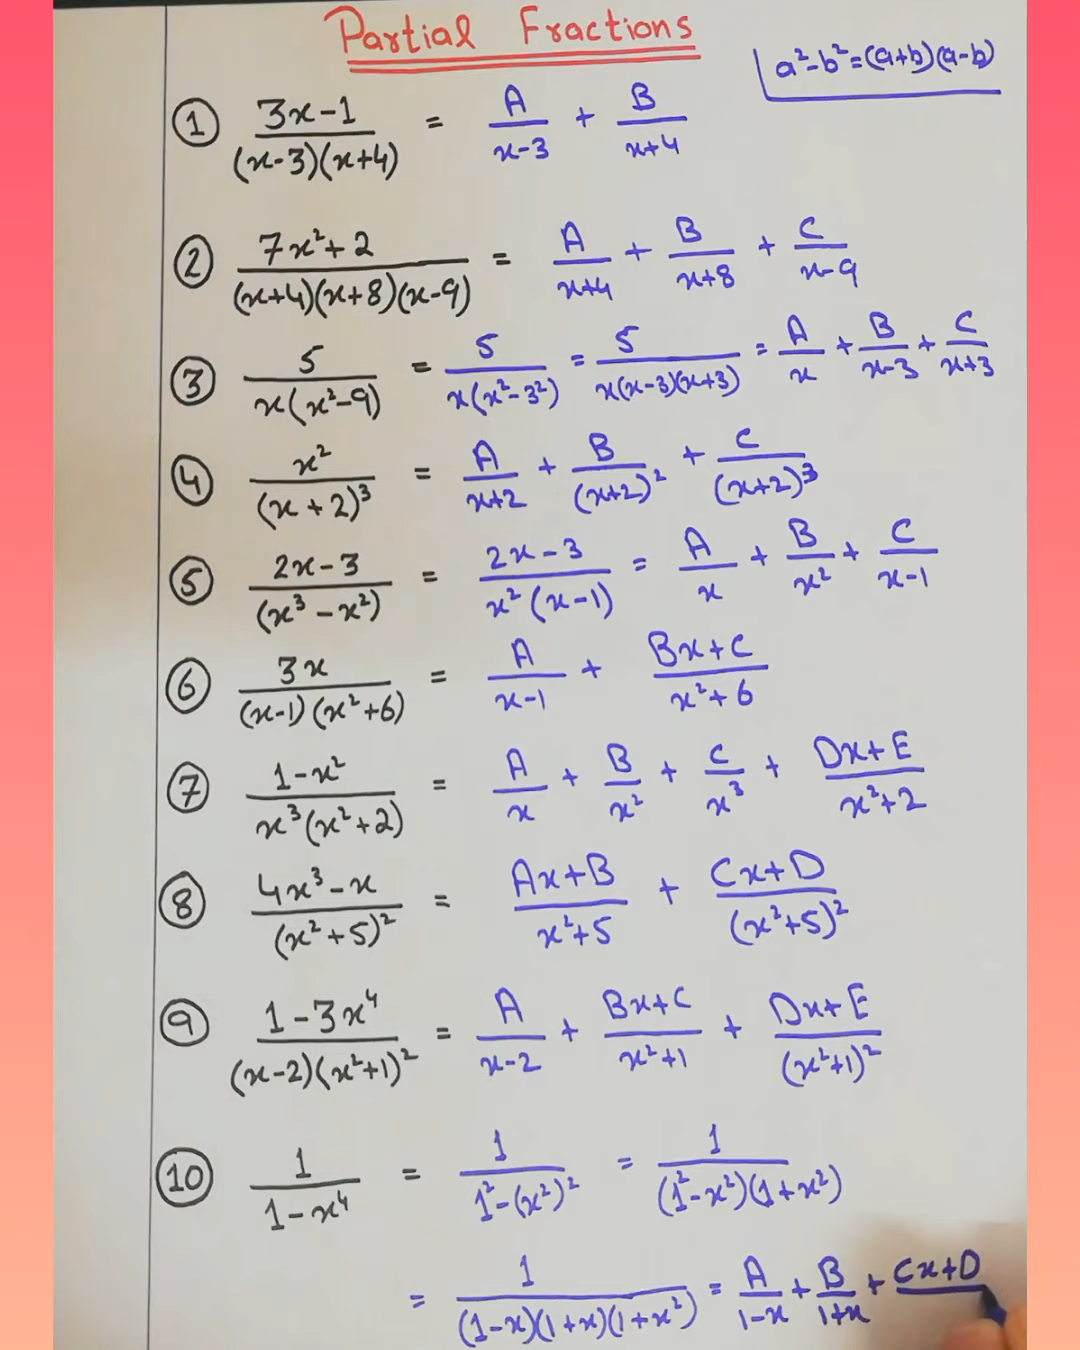 Partial Fractions
a²-b²=(a+b)(a-b)
① (3x-1)/((x-3)(x+4)) = A/(x-3) + B/(x+4)
② (7x²+2)/((x+4)(x+8)(x-9)) = A/(x+4) + B/(x+8) + C/(x-9)
③ 5/(x(x²-9)) = 5/(x(x²-3²)) = 5/(x(x-3)(x+3)) = A/x + B/(x-3) + C/(x+3)
④ x²/(x+2)³ = A/(x+2) + B/(x+2)² + C/(x+2)³
⑤ (2x-3)/(x³-x²) = (2x-3)/(x²(x-1)) = A/x + B/x² + C/(x-1)
⑥ 3x/((x-1)(x²+6)) = A/(x-1) + (Bx+C)/(x²+6)
⑦ (1-x²)/(x³(x²+2)) = A/x + B/x² + C/x³ + (Dx+E)/(x²+2)
⑧ (4x³-x)/(x²+5)² = (Ax+B)/(x²+5) + (Cx+D)/(x²+5)²
⑨ (1-3x⁴)/((x-2)(x²+1)²) = A/(x-2) + (Bx+C)/(x²+1) + (Dx+E)/(x²+1)²
⑩ 1/(1-x⁴) = 1/(1²-(x²)²) = 1/((1²-x²)(1+x²))
= 1/((1-x)(1+x)(1+x²)) = A/(1-x) + B/(1+x) + Cx+D